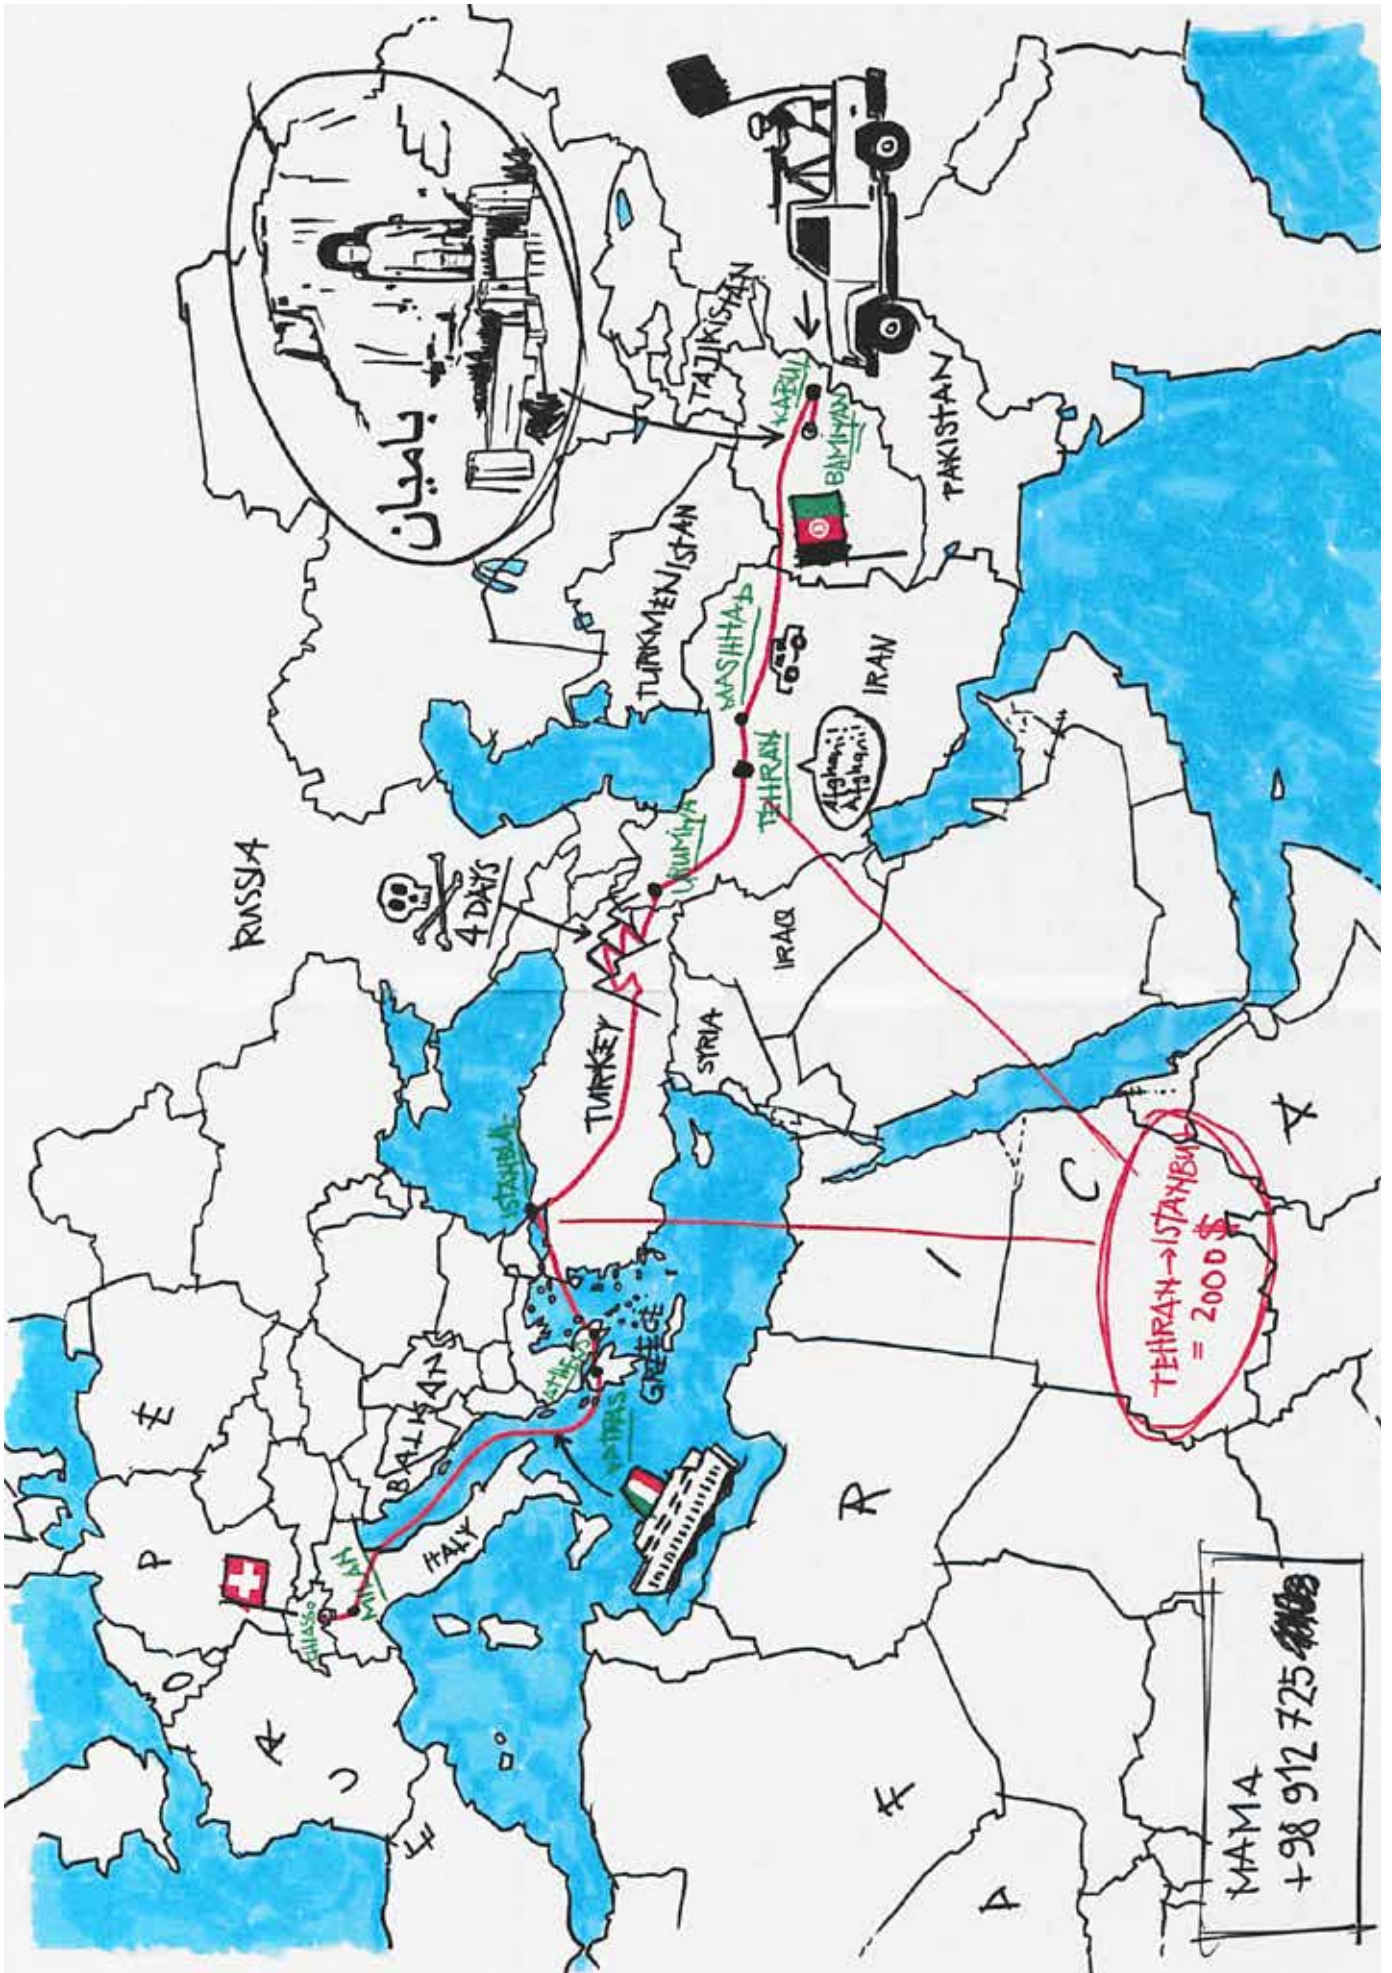 RUSSIA
E
U
R
O
P
E
بامیان
CHIASSO
MILAN
ITALY
BALKAN
4 DAYS
ISTANBUL
ATHENS
PATRAS
GREECE
TURKEY
URUMIYA
TURKMENISTAN
TAJIKISTAN
SYRIA
MASHHAD
TEHRAN
KABUL
BAMIYAN
IRAQ
Afghani!!
Afghani!!
IRAN
PAKISTAN
A
F
R
I
C
A
TEHRAN→ISTANBUL
= 2000 $
MAMA
+98 912 725